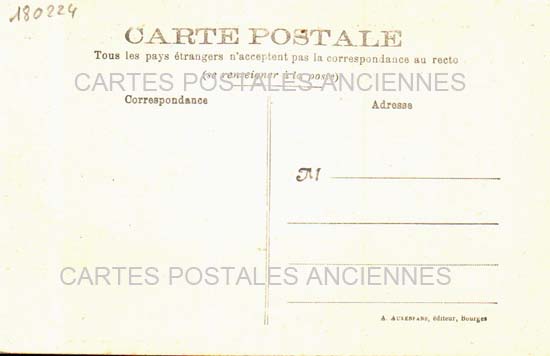 180224
CARTE POSTALE
Tous les pays étrangers n'acceptent pas la correspondance au recto
(se renseigner à la poste)
CARTES POSTALES ANCIENNES
Correspondance
Adresse
M
CARTES POSTALES ANCIENNES
A. AUXENFANS, éditeur, Bourges